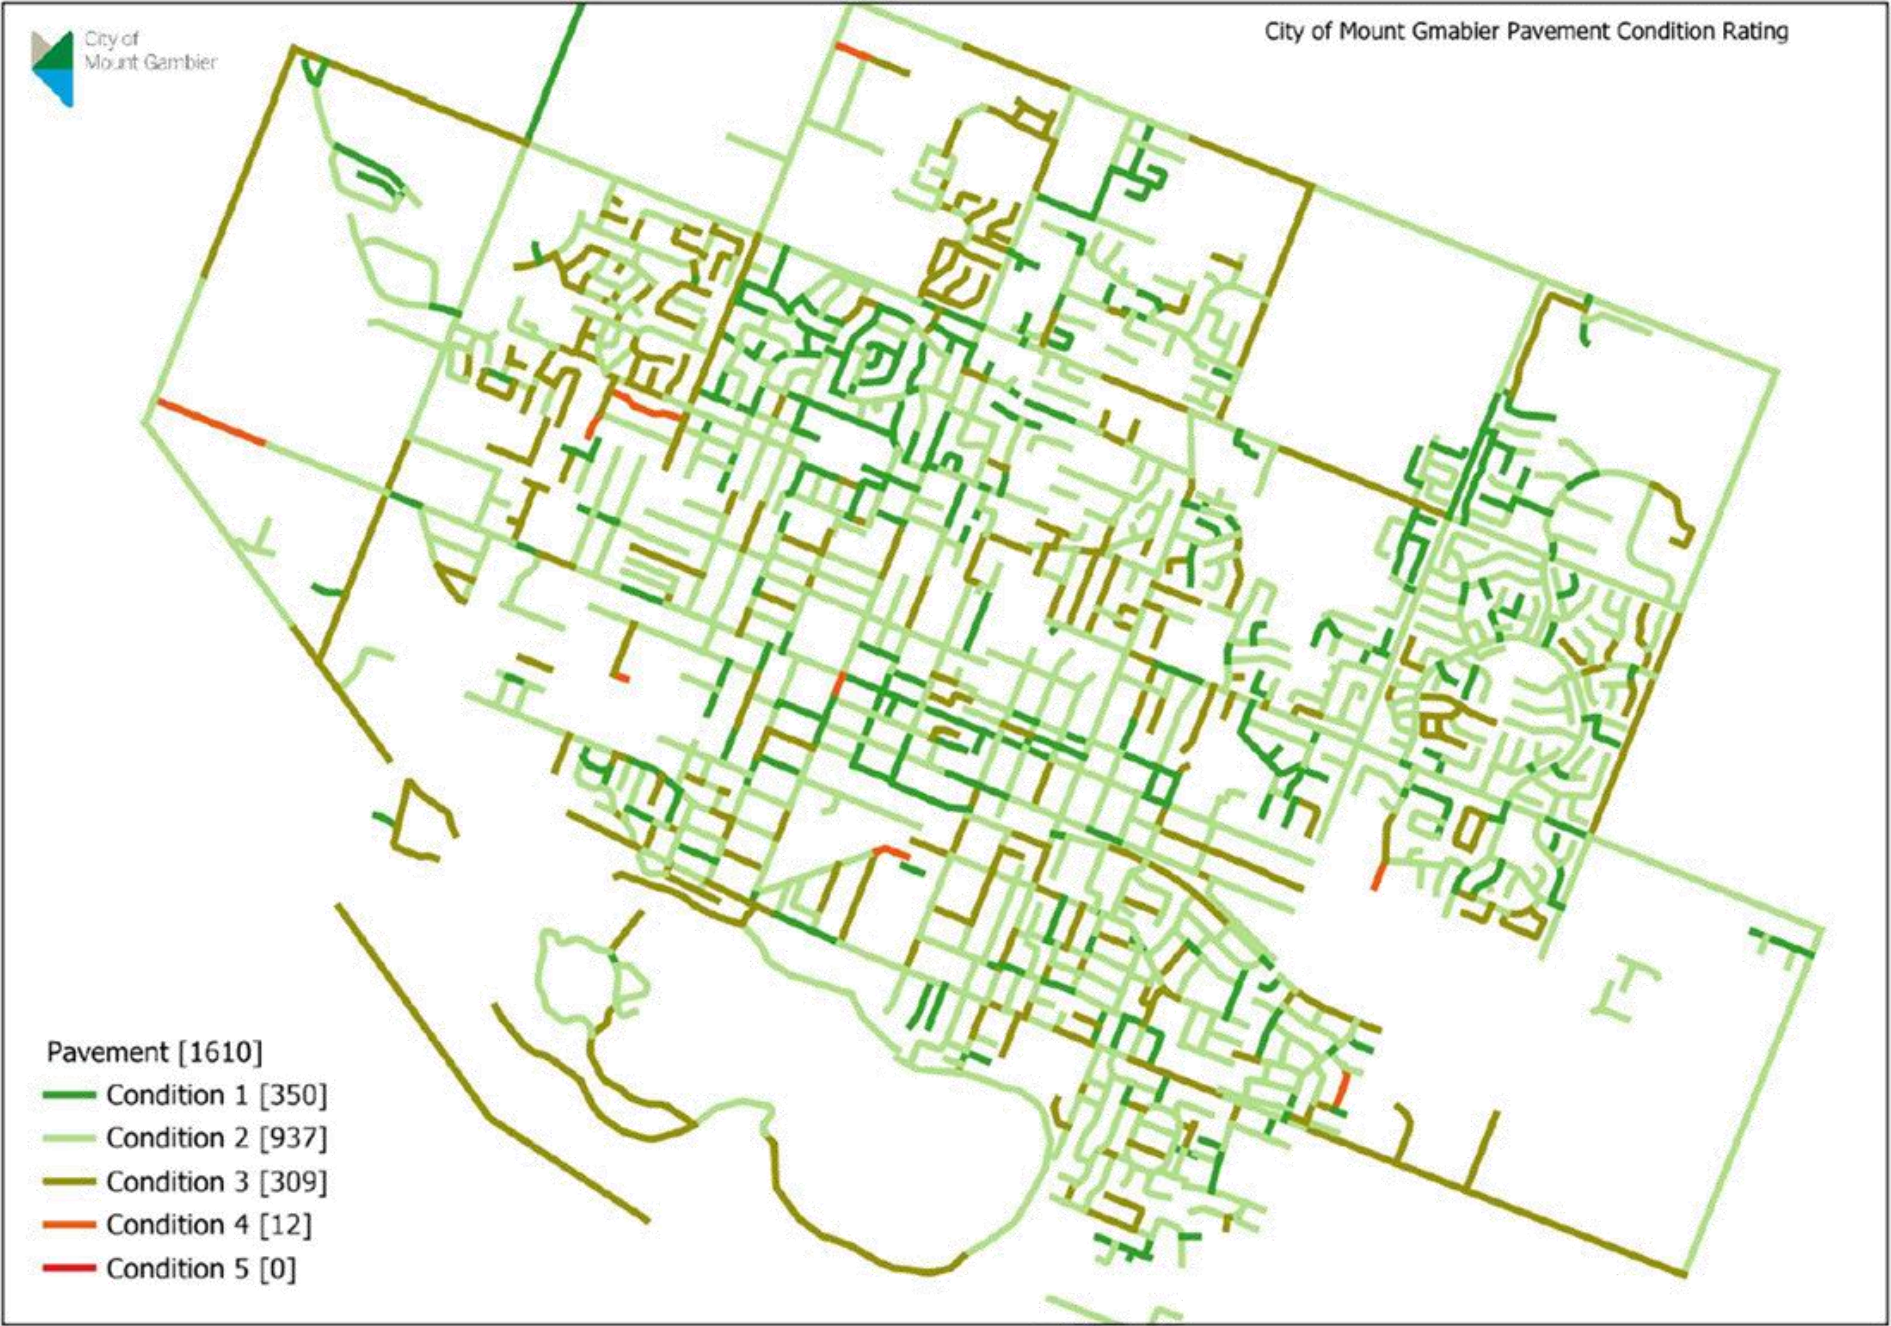 City of Mount Gmabier Pavement Condition Rating
City of
Mount Gambier
Pavement [1610]
Condition 1 [350]
Condition 2 [937]
Condition 3 [309]
Condition 4 [12]
Condition 5 [0]